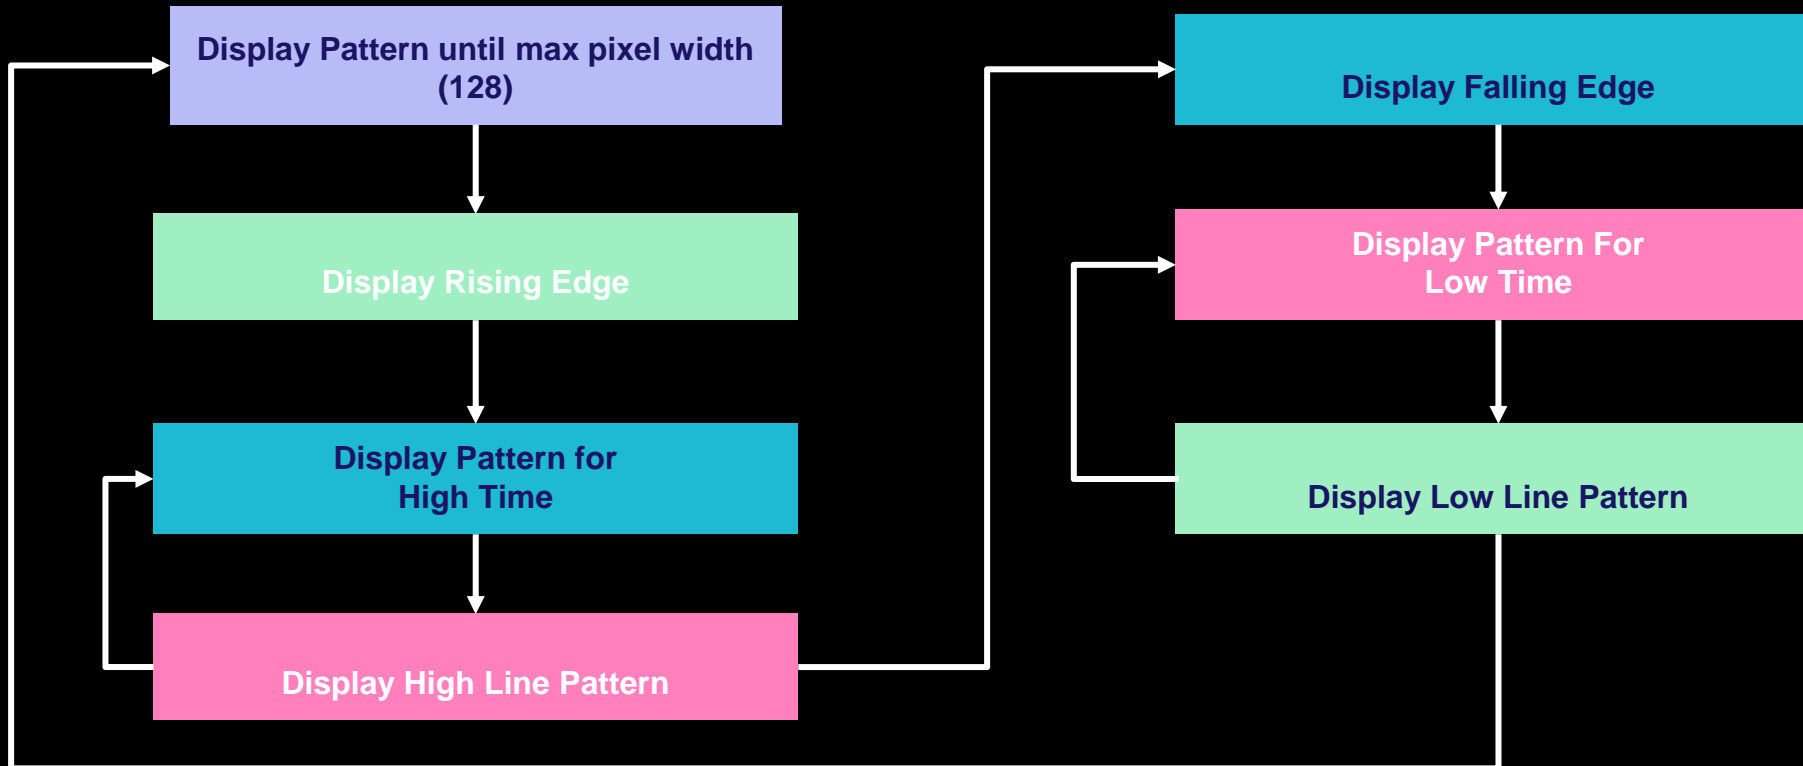 Display Pattern until max pixel width
(128)
Display Rising Edge
Display Pattern for
High Time
Display High Line Pattern
Display Falling Edge
Display Pattern For
Low Time
Display Low Line Pattern